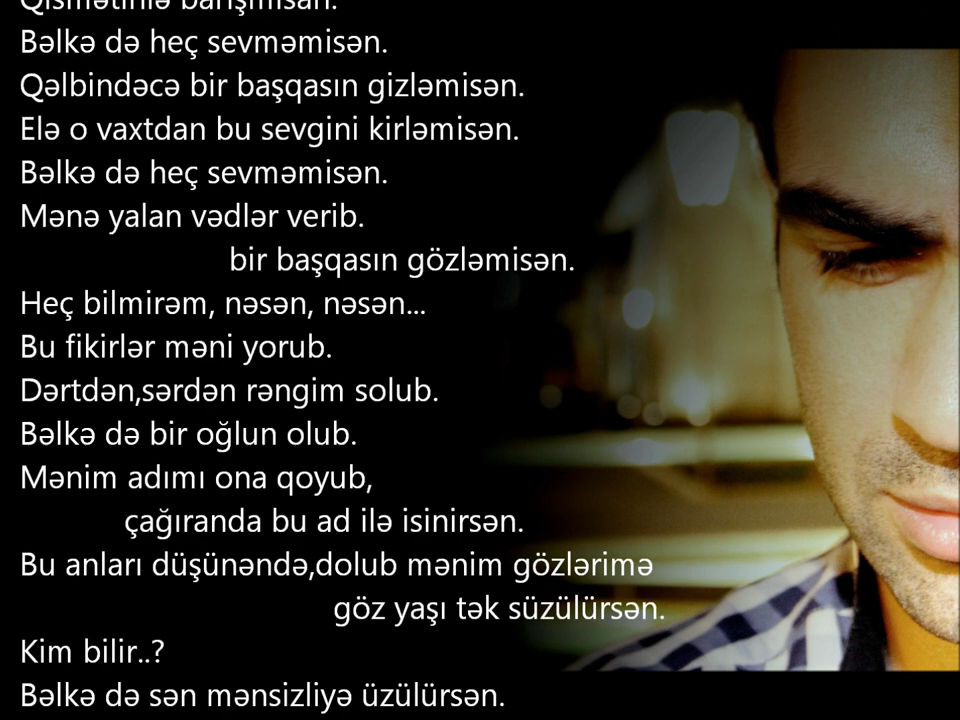 Qismətinlə barışmısan.
Bəlkə də heç sevməmisən.
Qəlbindəcə bir başqasın gizləmisən.
Elə o vaxtdan bu sevgini kirləmisən.
Bəlkə də heç sevməmisən.
Mənə yalan vədlər verib.
bir başqasın gözləmisən.
Heç bilmirəm, nəsən, nəsən...
Bu fikirlər məni yorub.
Dərtdən,sərdən rəngim solub.
Bəlkə də bir oğlun olub.
Mənim adımı ona qoyub,
çağıranda bu ad ilə isinirsən.
Bu anları düşünəndə,dolub mənim gözlərimə
göz yaşı tək süzülürsən.
Kim bilir..?
Bəlkə də sən mənsizliyə üzülürsən.